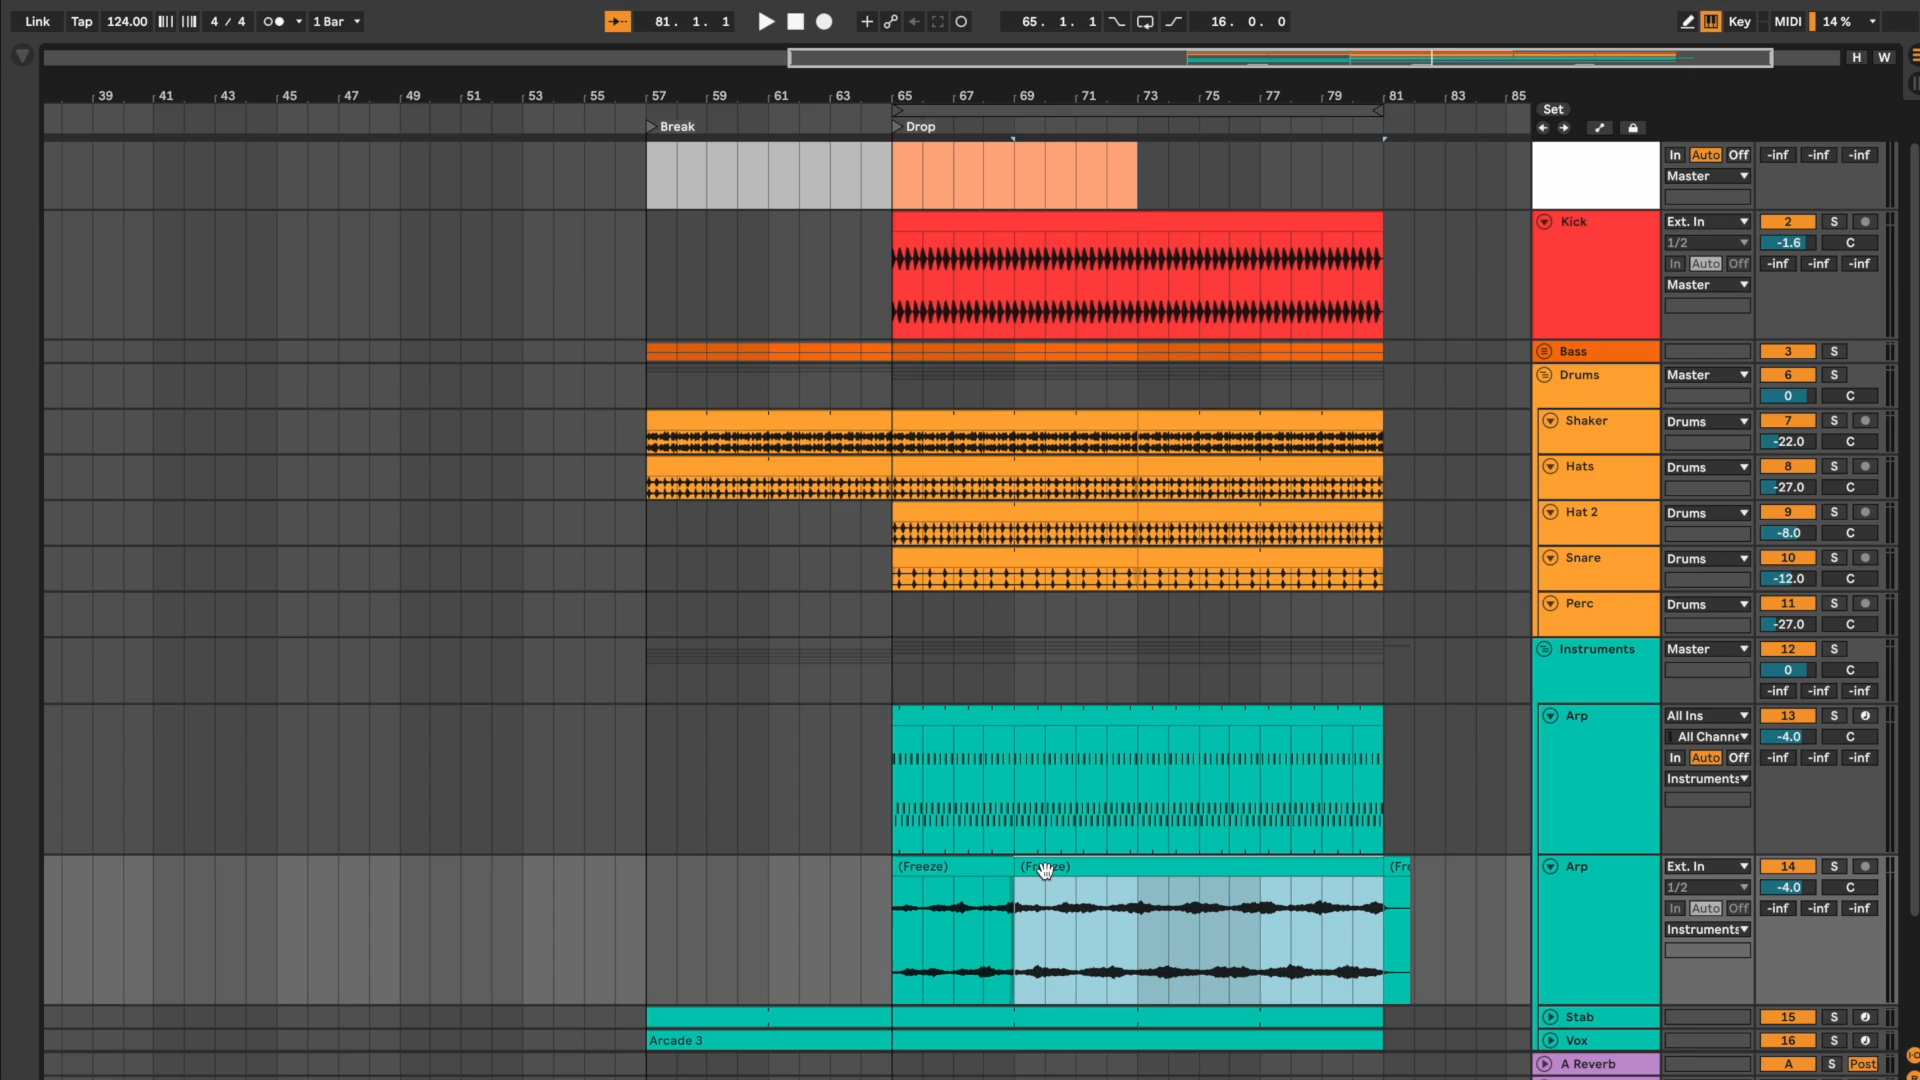 Link Tap 124.00 4 / 4 1 Bar 81. 1. 1 65. 1. 1 16. 0. 0 Key MIDI 14 %
H W
39 41 43 45 47 49 51 53 55 57 59 61 63 65 67 69 71 73 75 77 79 81 83 85
Set
Break Drop
In Auto Off -inf -inf -inf
Master
Kick Ext. In 2 S
1/2 -1.6 C
In Auto Off -inf -inf -inf
Master
Bass 3 S
Drums Master 6 S
0 C
Shaker Drums 7 S
-22.0 C
Hats Drums 8 S
-27.0 C
Hat 2 Drums 9 S
-8.0 C
Snare Drums 10 S
-12.0 C
Perc Drums 11 S
-27.0 C
Instruments Master 12 S
0 C
-inf -inf -inf
Arp All Ins 13 S
All Channe -4.0 C
In Auto Off -inf -inf -inf
Instruments
(Freeze) (Freeze) (Fre Arp Ext. In 14 S
1/2 -4.0 C
In Auto Off -inf -inf -inf
Instruments
Stab 15 S
Arcade 3 Vox 16 S
A Reverb A S Post